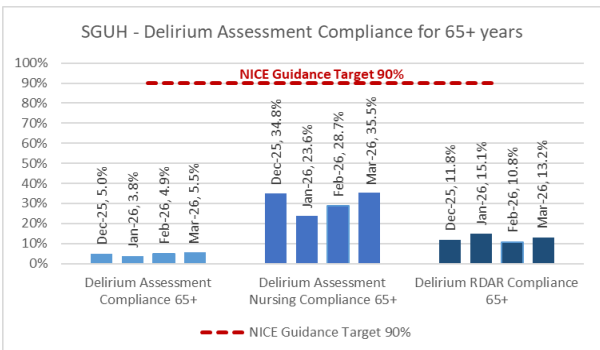 SGUH - Delirium Assessment Compliance for 65+ years
100%
90%
80%
70%
60%
50%
40%
30%
20%
10%
0%
NICE Guidance Target 90%
Dec-25, 5.0%
Jan-26, 3.8%
Feb-26, 4.9%
Mar-26, 5.5%
Dec-25, 34.8%
Jan-26, 23.6%
Feb-26, 28.7%
Mar-26, 35.5%
Dec-25, 11.8%
Jan-26, 15.1%
Feb-26, 10.8%
Mar-26, 13.2%
Delirium Assessment
Compliance 65+
Delirium Assessment
Nursing Compliance 65+
Delirium RDAR Compliance
65+
NICE Guidance Target 90%